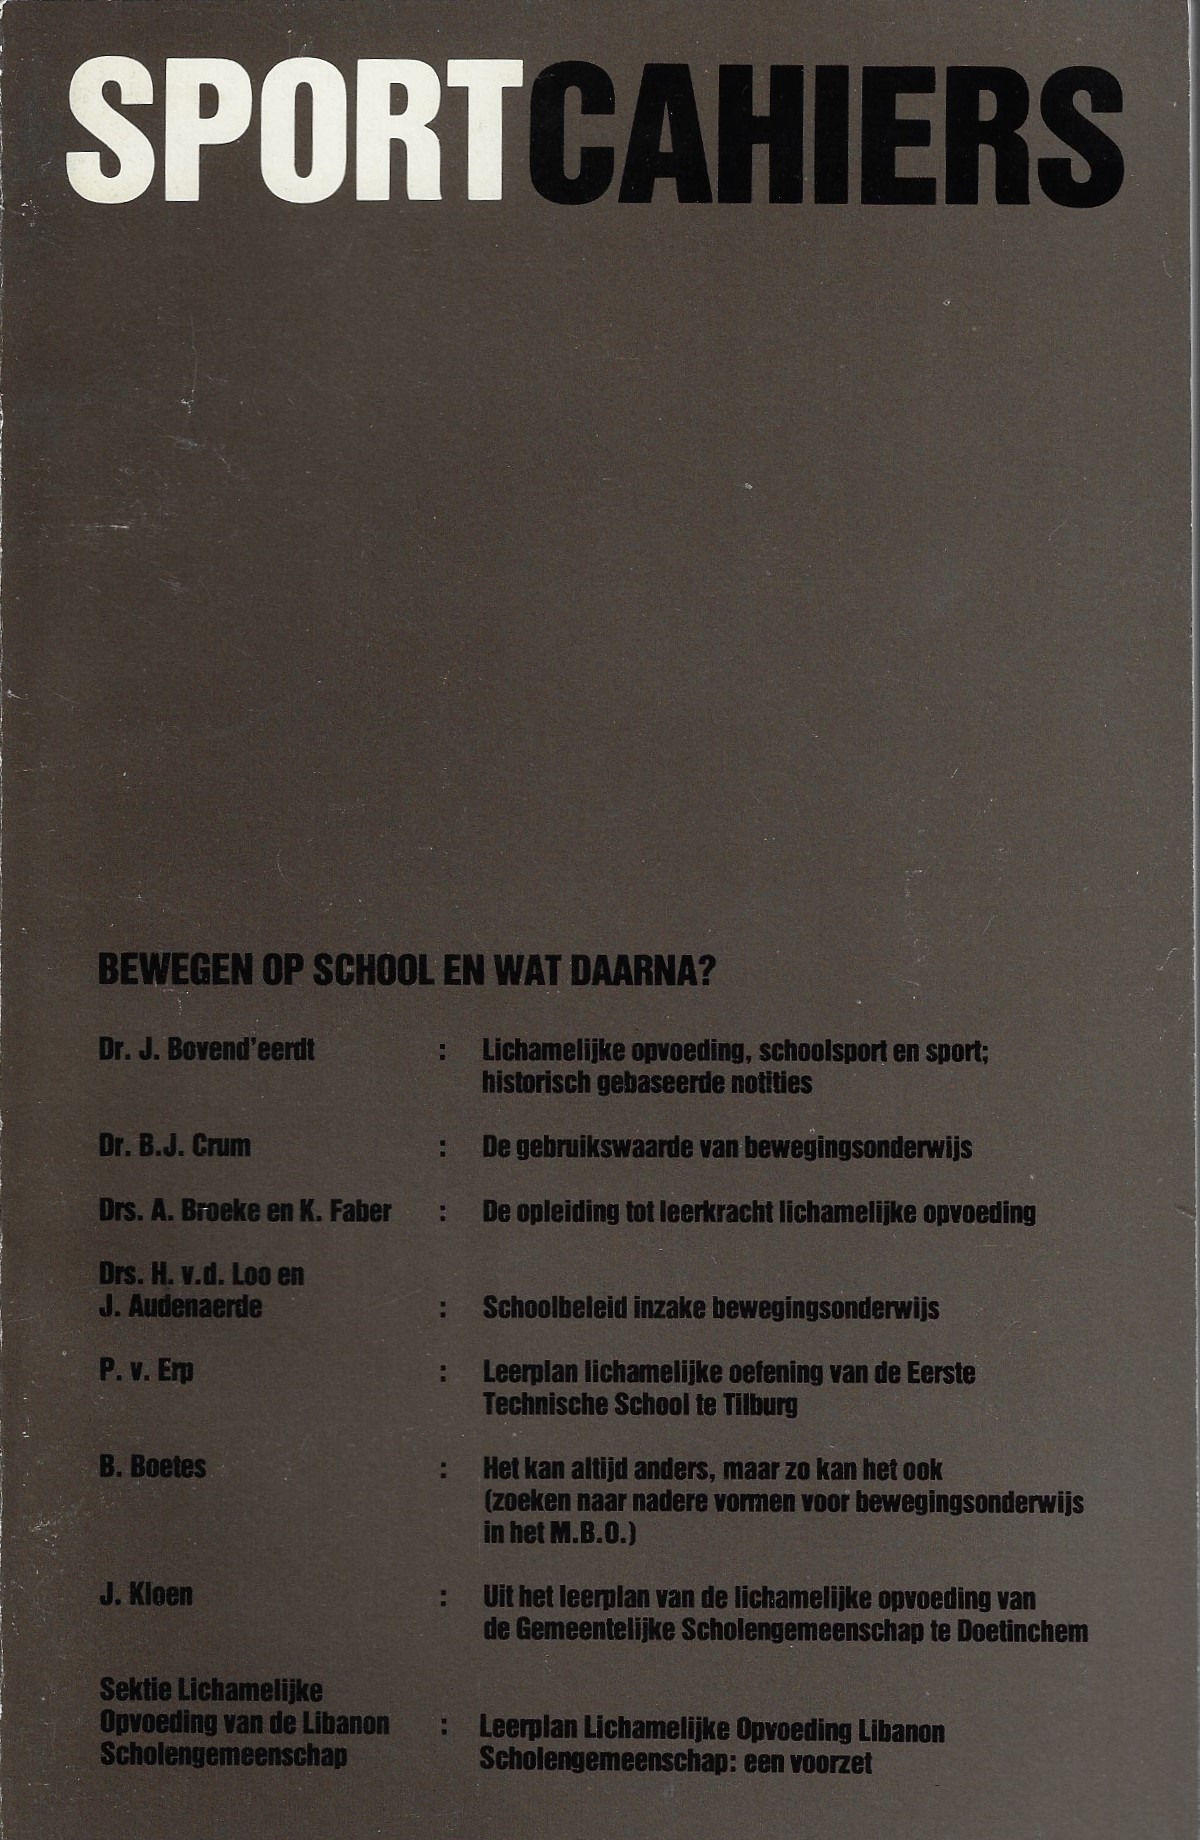 SPORTCAHIERS
BEWEGEN OP SCHOOL EN WAT DAARNA?
Dr. J. Bovend'eerdt : Lichamelijke opvoeding, schoolsport en sport;
historisch gebaseerde notities
Dr. B.J. Crum : De gebruikswaarde van bewegingsonderwijs
Drs. A. Broeke en K. Faber : De opleiding tot leerkracht lichamelijke opvoeding
Drs. H. v.d. Loo en
J. Audenaerde : Schoolbeleid inzake bewegingsonderwijs
P. v. Erp : Leerplan lichamelijke oefening van de Eerste
Technische School te Tilburg
B. Boetes : Het kan altijd anders, maar zo kan het ook
(zoeken naar nadere vormen voor bewegingsonderwijs
in het M.B.O.)
J. Kloen : Uit het leerplan van de lichamelijke opvoeding van
de Gemeentelijke Scholengemeenschap te Doetinchem
Sektie Lichamelijke
Opvoeding van de Libanon : Leerplan Lichamelijke Opvoeding Libanon
Scholengemeenschap Scholengemeenschap: een voorzet